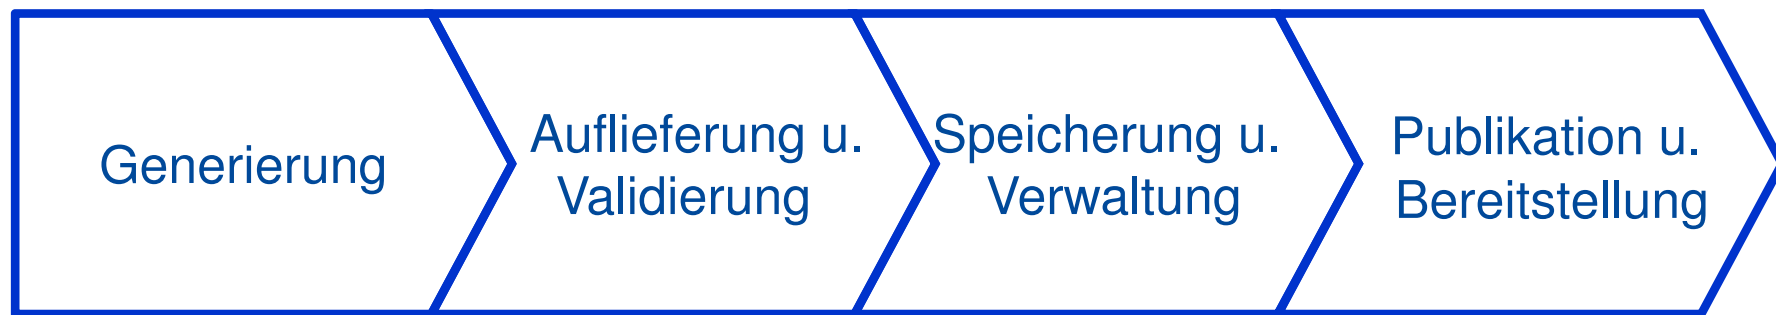 Generierung
Auflieferung u.
Validierung
Speicherung u.
Verwaltung
Publikation u.
Bereitstellung